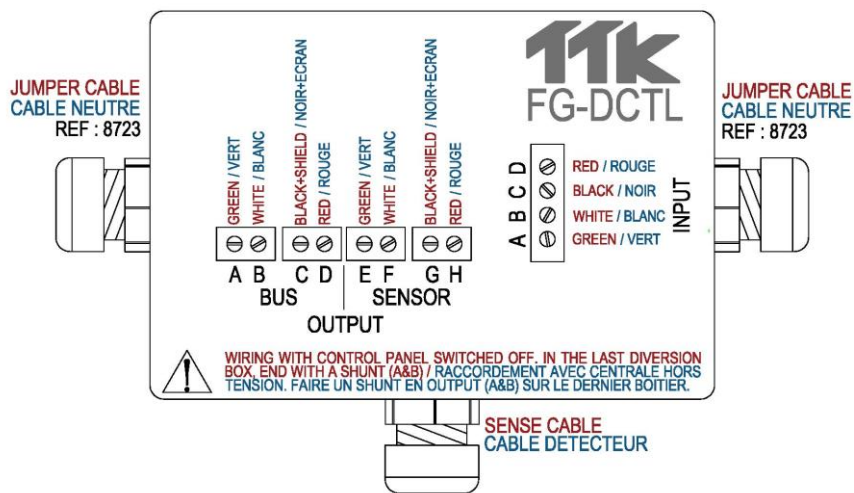 JUMPER CABLE
CABLE NEUTRE
REF : 8723
GREEN / VERT
WHITE / BLANC
BLACK+SHIELD / NOIR+ECRAN
RED / ROUGE
GREEN / VERT
WHITE / BLANC
BLACK+SHIELD / NOIR+ECRAN
RED / ROUGE
A B C D E F G H
BUS SENSOR
OUTPUT
TTK
FG-DCTL
D RED / ROUGE
C BLACK / NOIR
B WHITE / BLANC
A GREEN / VERT
INPUT
JUMPER CABLE
CABLE NEUTRE
REF : 8723
WIRING WITH CONTROL PANEL SWITCHED OFF. IN THE LAST DIVERSION
BOX, END WITH A SHUNT (A&B) / RACCORDEMENT AVEC CENTRALE HORS
TENSION. FAIRE UN SHUNT EN OUTPUT (A&B) SUR LE DERNIER BOITIER.
SENSE CABLE
CABLE DETECTEUR